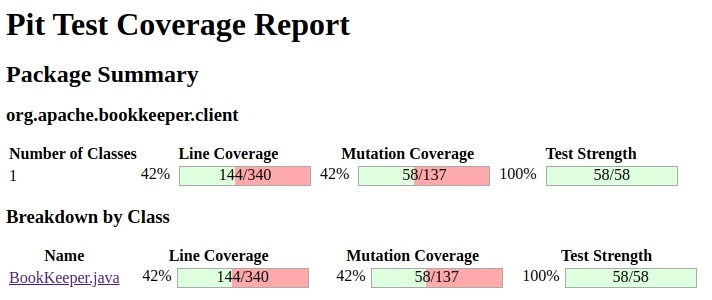 Pit Test Coverage Report
Package Summary
org.apache.bookkeeper.client
Number of Classes Line Coverage Mutation Coverage Test Strength
1 42% 144/340 42% 58/137 100% 58/58
Breakdown by Class
Name Line Coverage Mutation Coverage Test Strength
BookKeeper.java 42% 144/340 42% 58/137 100% 58/58